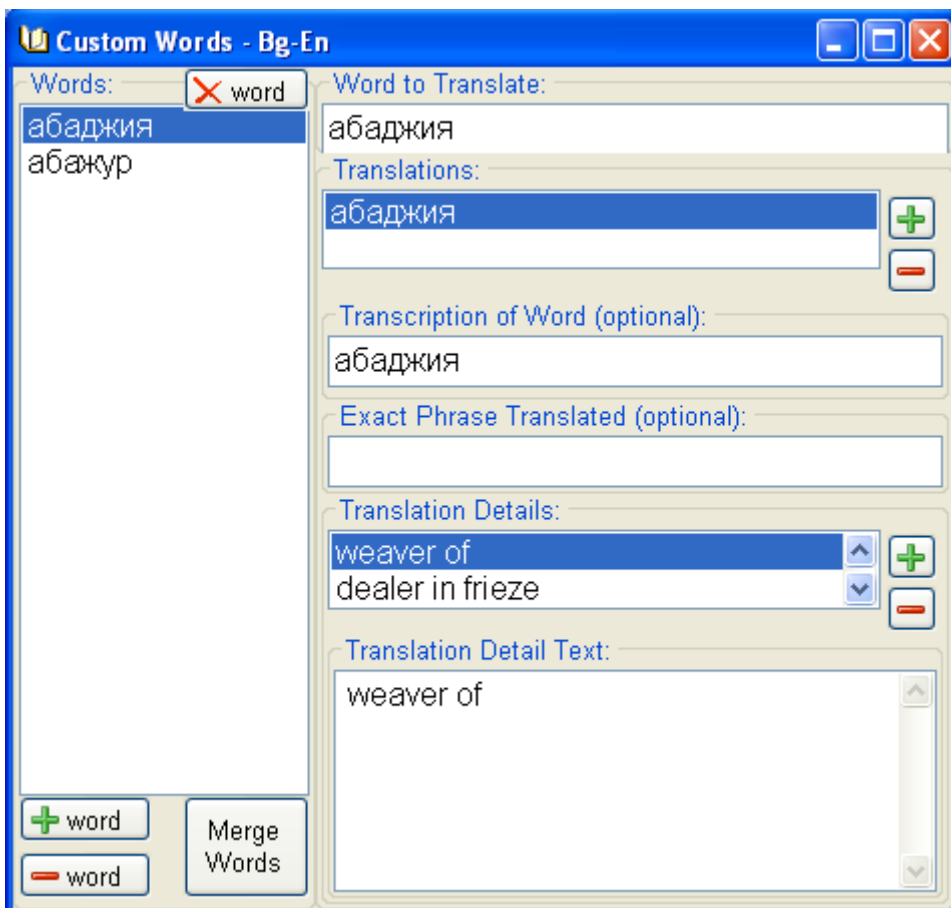 Custom Words - Bg-En
Words:
word
абаджия
абажур
Word to Translate:
абаджия
Translations:
абаджия
Transcription of Word (optional):
абаджия
Exact Phrase Translated (optional):
Translation Details:
weaver of
dealer in frieze
Translation Detail Text:
weaver of
word
word
Merge
Words